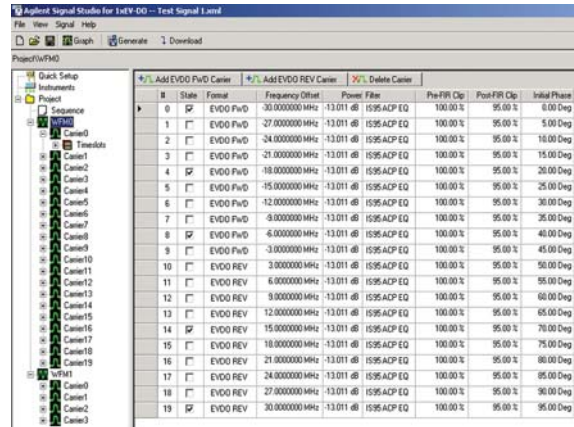 Agilent Signal Studio for 1xEV-DO -- Test Signal 1.xml
File View Signal Help
Graph Generate Download
Project\WFM0
Quick Setup
Instruments
Project
Sequence
WFM0
Carrier0
Timeslots
Carrier1
Carrier2
Carrier3
Carrier4
Carrier5
Carrier6
Carrier7
Carrier8
Carrier9
Carrier10
Carrier11
Carrier12
Carrier13
Carrier14
Carrier15
Carrier16
Carrier17
Carrier18
Carrier19
WFM1
Carrier0
Carrier1
Carrier2
Carrier3
Add EVDO FWD Carrier Add EVDO REV Carrier Delete Carrier
# State Format Frequency Offset Power Filter Pre-FIR Clip Post-FIR Clip Initial Phase
0 EVDO FWD -30.0000000 MHz -13.011 dB IS95 ACP EQ 100.00 % 95.00 % 0.00 Deg
1 EVDO FWD -27.0000000 MHz -13.011 dB IS95 ACP EQ 100.00 % 95.00 % 5.00 Deg
2 EVDO FWD -24.0000000 MHz -13.011 dB IS95 ACP EQ 100.00 % 95.00 % 10.00 Deg
3 EVDO FWD -21.0000000 MHz -13.011 dB IS95 ACP EQ 100.00 % 95.00 % 15.00 Deg
4 EVDO FWD -18.0000000 MHz -13.011 dB IS95 ACP EQ 100.00 % 95.00 % 20.00 Deg
5 EVDO FWD -15.0000000 MHz -13.011 dB IS95 ACP EQ 100.00 % 95.00 % 25.00 Deg
6 EVDO FWD -12.0000000 MHz -13.011 dB IS95 ACP EQ 100.00 % 95.00 % 30.00 Deg
7 EVDO FWD -9.0000000 MHz -13.011 dB IS95 ACP EQ 100.00 % 95.00 % 35.00 Deg
8 EVDO FWD -6.0000000 MHz -13.011 dB IS95 ACP EQ 100.00 % 95.00 % 40.00 Deg
9 EVDO FWD -3.0000000 MHz -13.011 dB IS95 ACP EQ 100.00 % 95.00 % 45.00 Deg
10 EVDO REV 3.0000000 MHz -13.011 dB IS95 ACP EQ 100.00 % 95.00 % 50.00 Deg
11 EVDO REV 6.0000000 MHz -13.011 dB IS95 ACP EQ 100.00 % 95.00 % 55.00 Deg
12 EVDO REV 9.0000000 MHz -13.011 dB IS95 ACP EQ 100.00 % 95.00 % 60.00 Deg
13 EVDO REV 12.0000000 MHz -13.011 dB IS95 ACP EQ 100.00 % 95.00 % 65.00 Deg
14 EVDO REV 15.0000000 MHz -13.011 dB IS95 ACP EQ 100.00 % 95.00 % 70.00 Deg
15 EVDO REV 18.0000000 MHz -13.011 dB IS95 ACP EQ 100.00 % 95.00 % 75.00 Deg
16 EVDO REV 21.0000000 MHz -13.011 dB IS95 ACP EQ 100.00 % 95.00 % 80.00 Deg
17 EVDO REV 24.0000000 MHz -13.011 dB IS95 ACP EQ 100.00 % 95.00 % 85.00 Deg
18 EVDO REV 27.0000000 MHz -13.011 dB IS95 ACP EQ 100.00 % 95.00 % 90.00 Deg
19 EVDO REV 30.0000000 MHz -13.011 dB IS95 ACP EQ 100.00 % 95.00 % 95.00 Deg